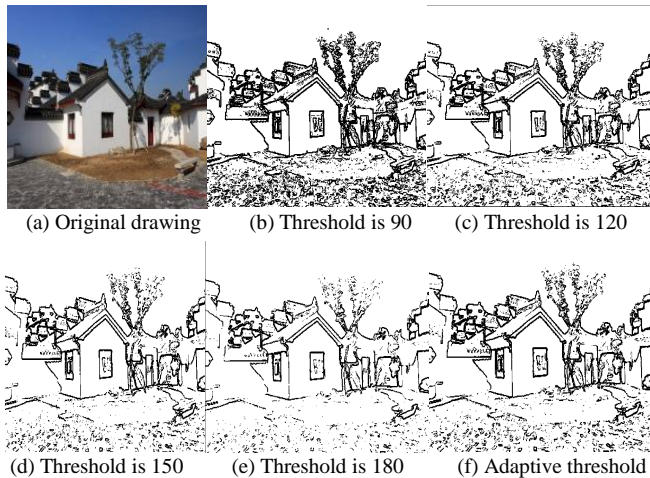 (a) Original drawing
(b) Threshold is 90
(c) Threshold is 120
(d) Threshold is 150
(e) Threshold is 180
(f) Adaptive threshold